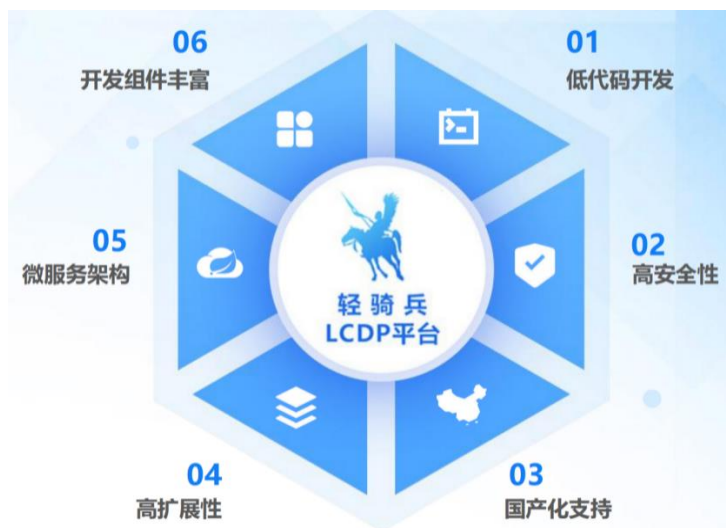 06
开发组件丰富
01
低代码开发
05
微服务架构
轻骑兵
LCDP平台
02
高安全性
04
高扩展性
03
国产化支持